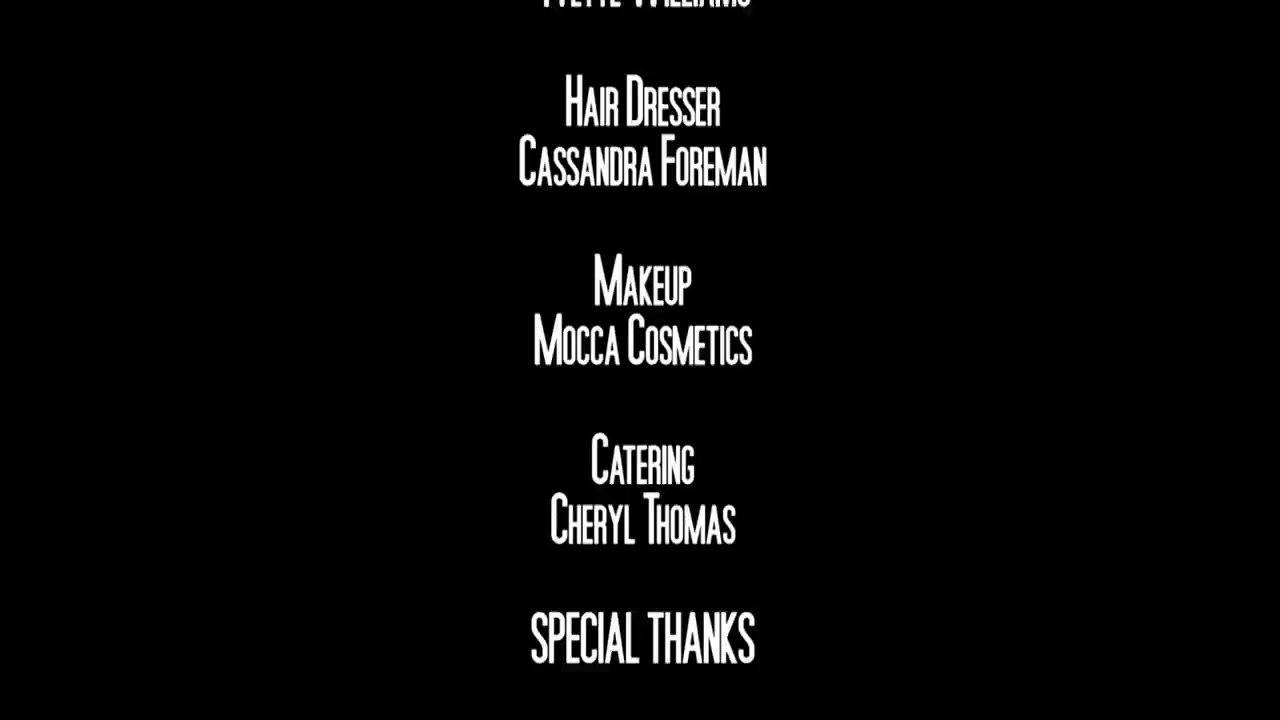 Hair Dresser
Cassandra Foreman
Makeup
Mocca Cosmetics
Catering
Cheryl Thomas
SPECIAL THANKS